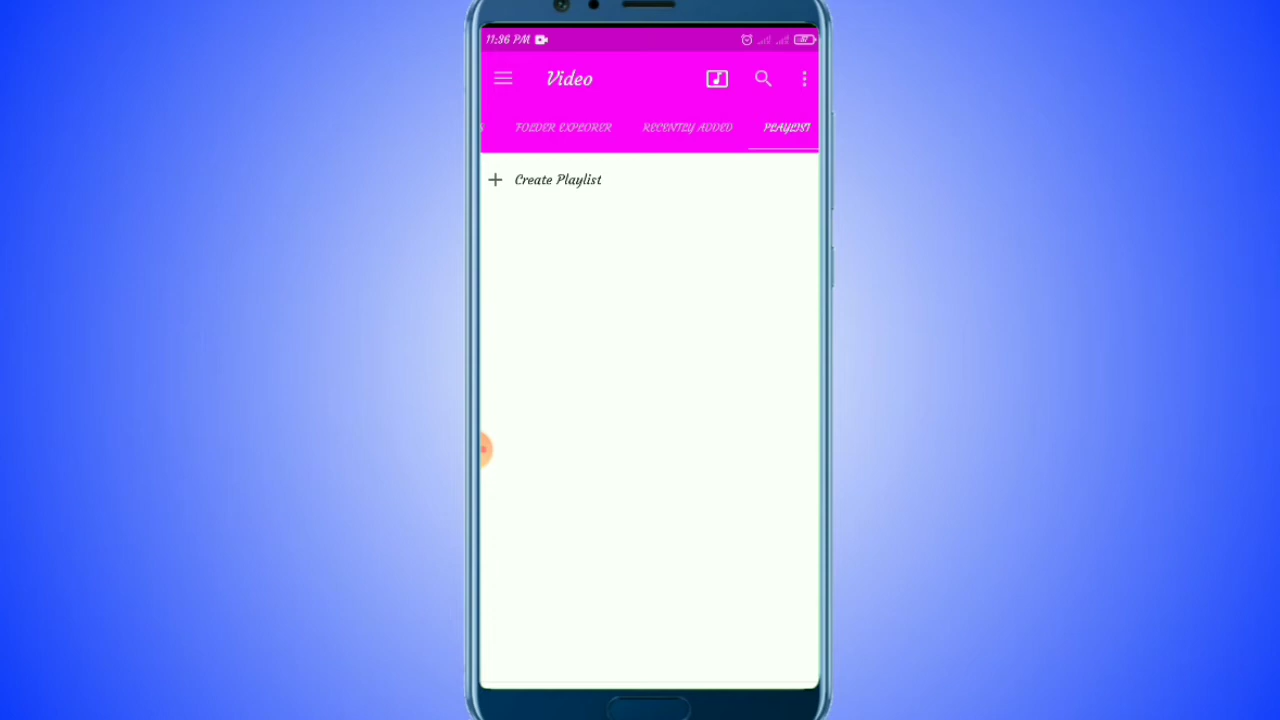 11:36 PM
Video
FOLDER EXPLORER RECENTLY ADDED PLAYLIST
Create Playlist